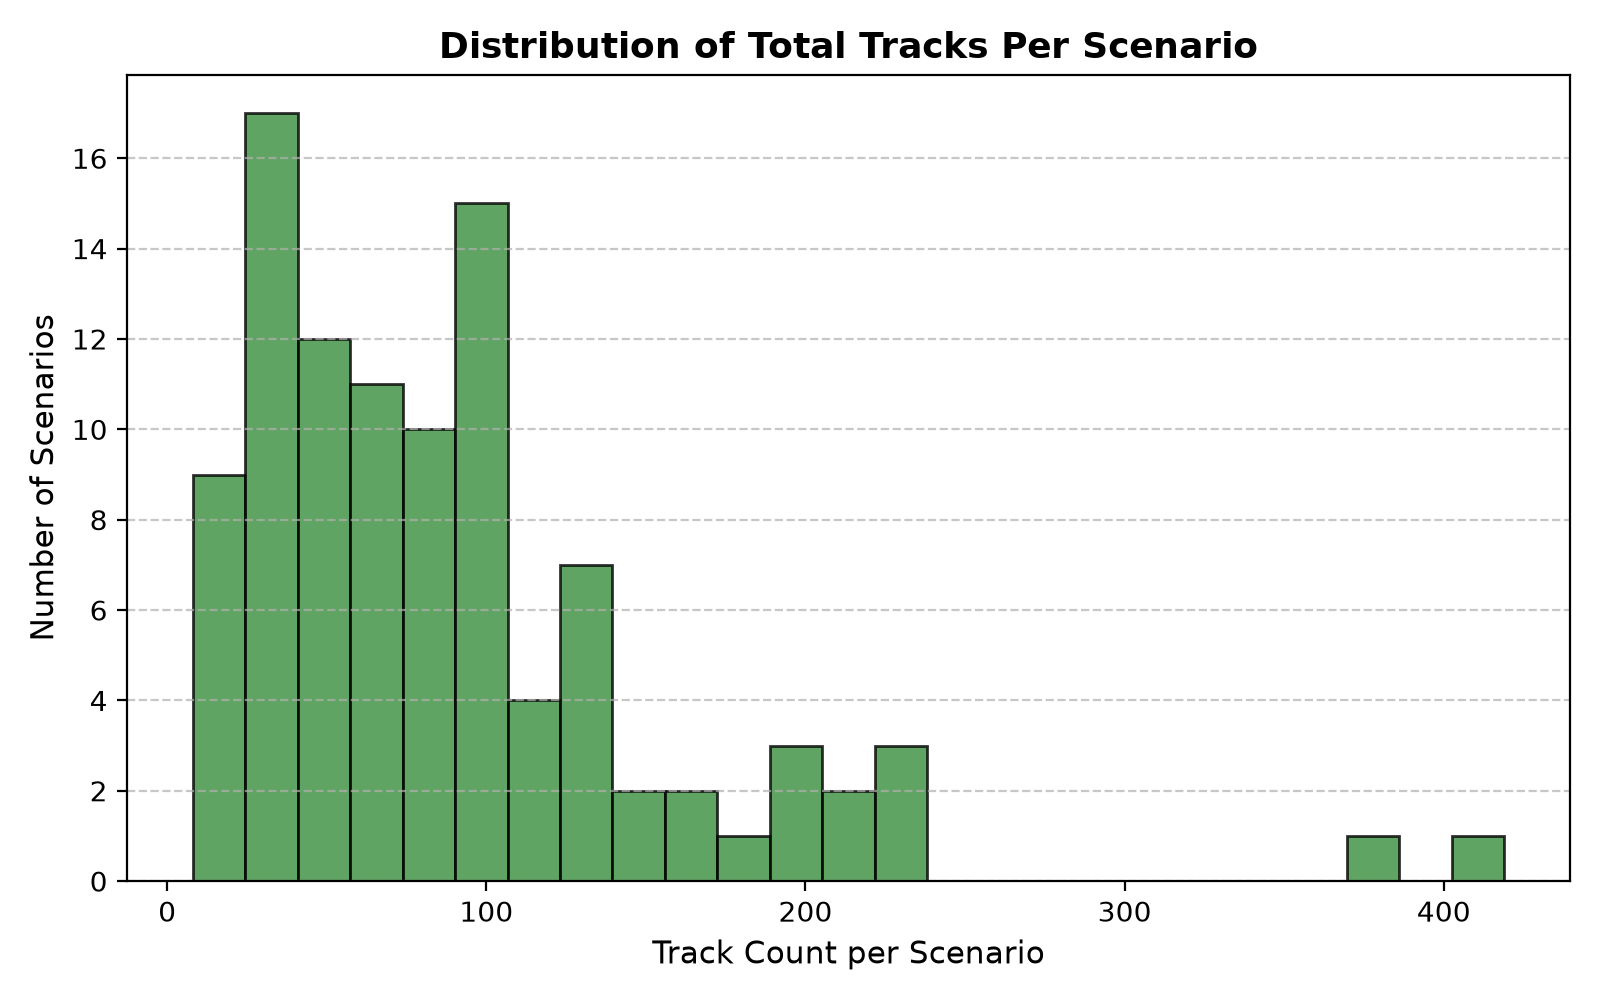 Distribution of Total Tracks Per Scenario
Number of Scenarios
16
14
12
10
8
6
4
2
0
0 100 200 300 400
Track Count per Scenario